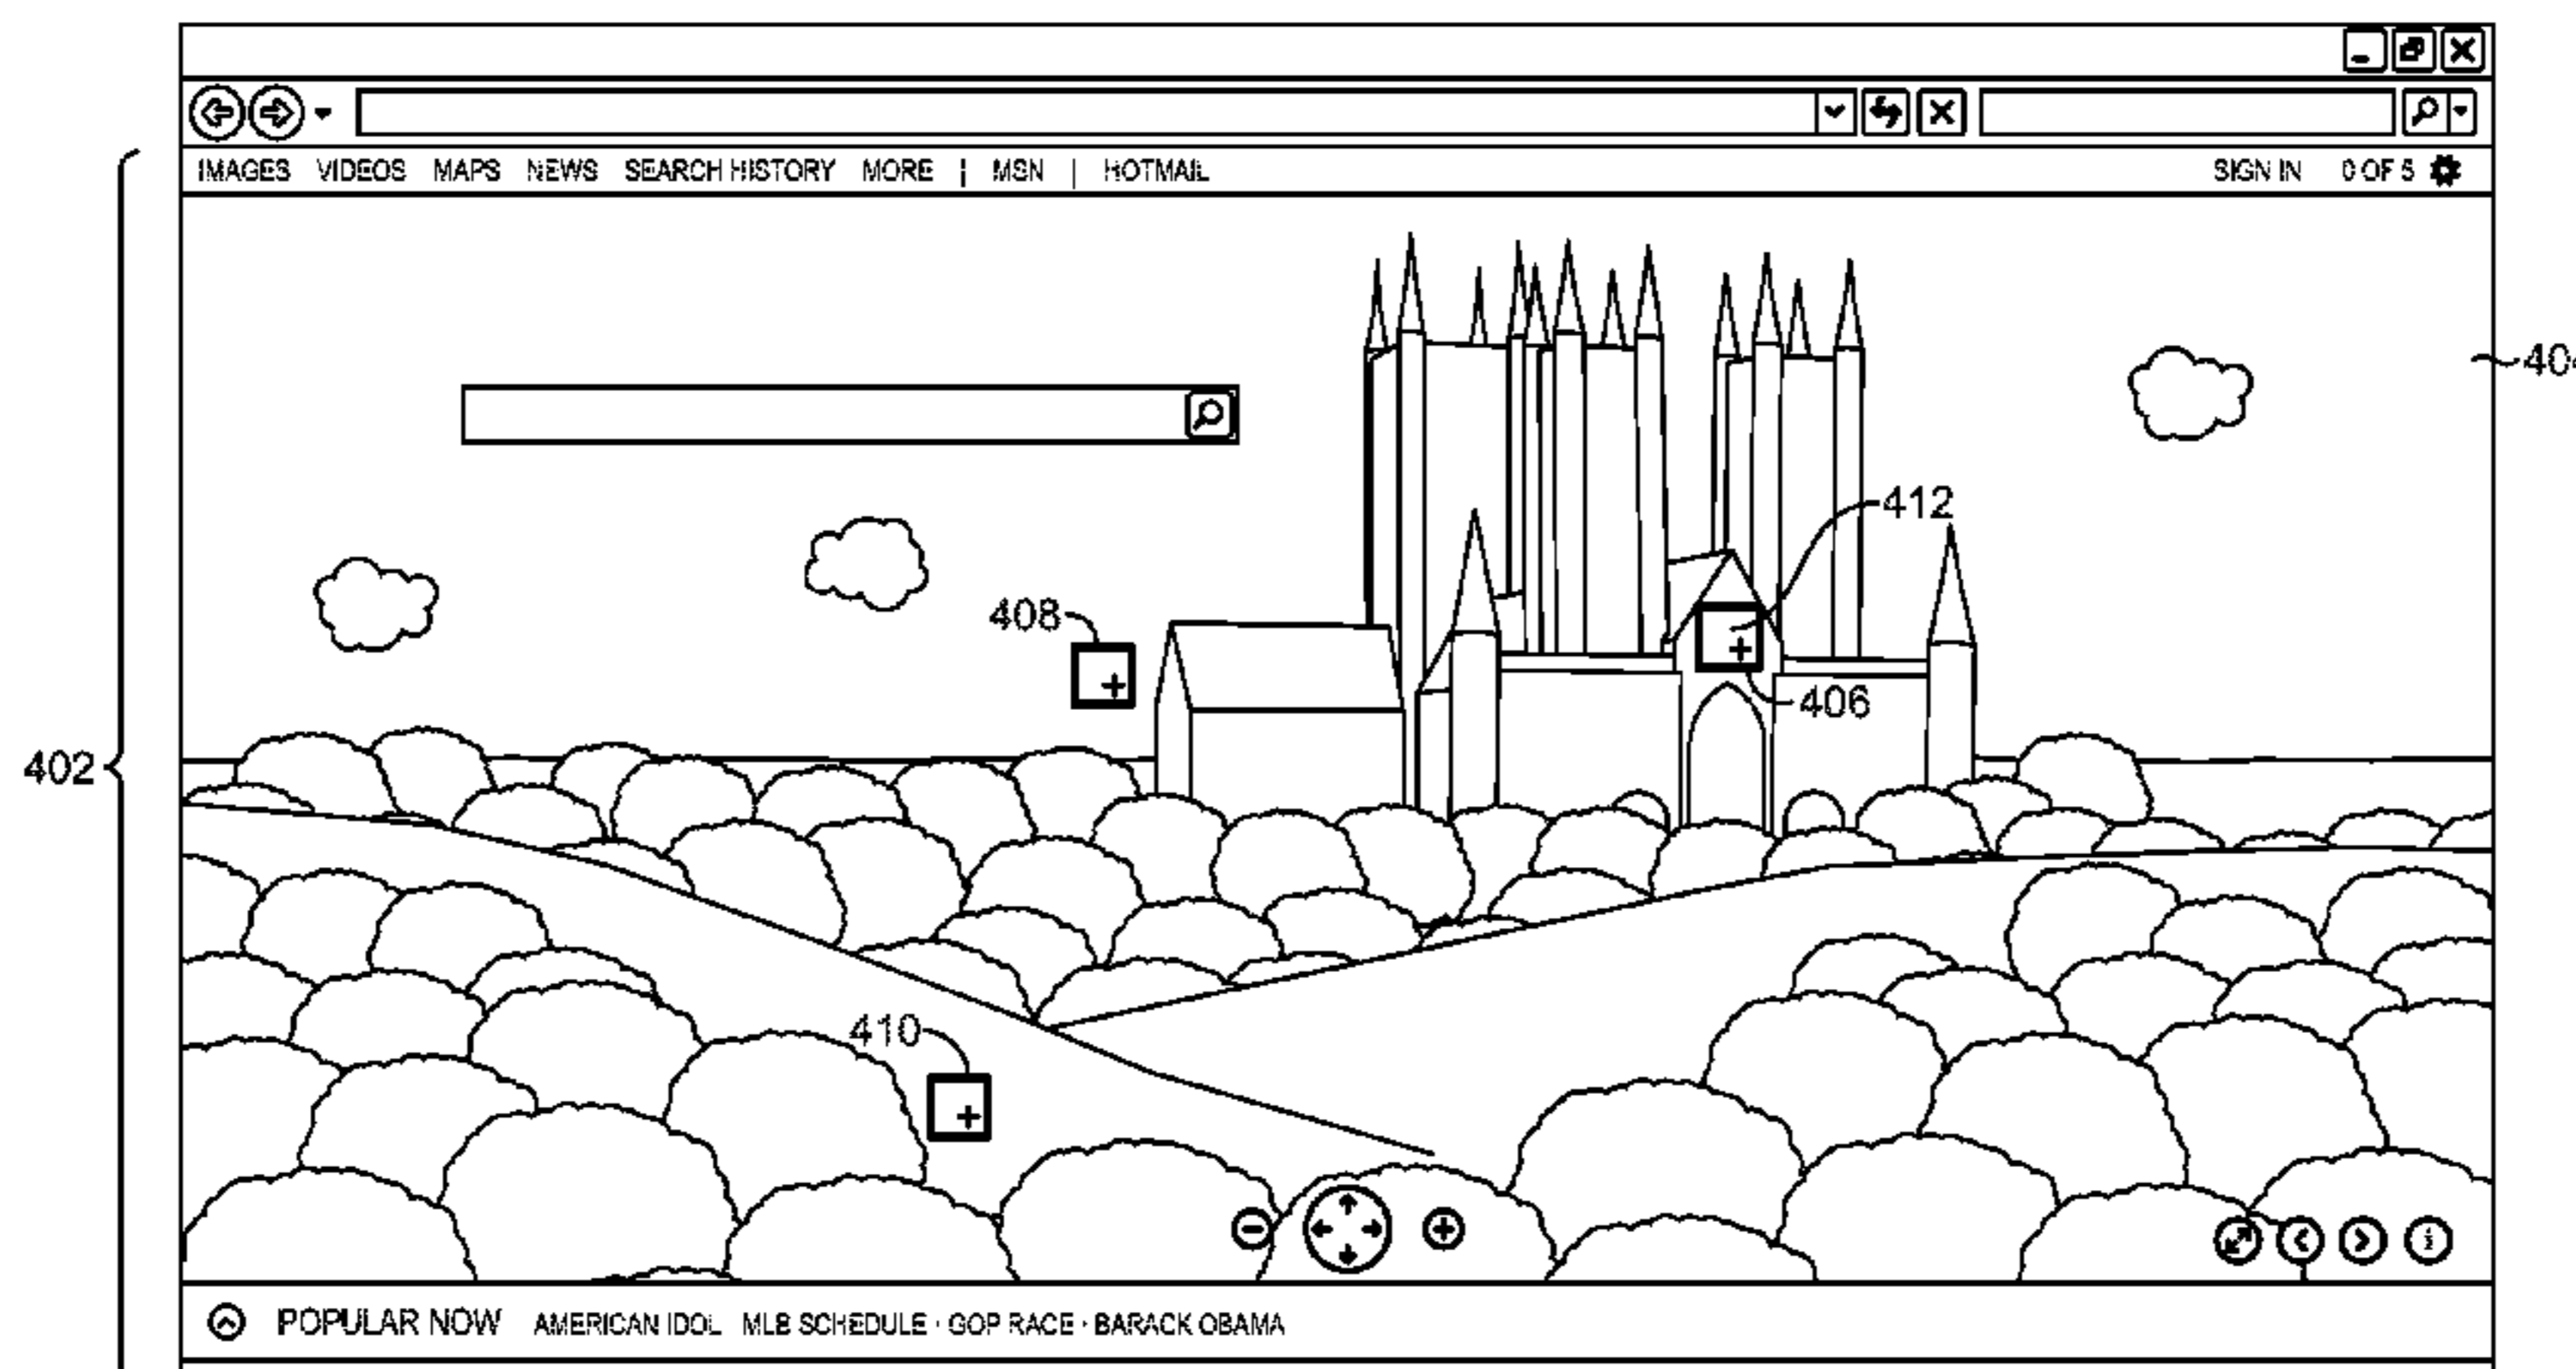 IMAGES VIDEOS MAPS NEWS SEARCH HISTORY MORE | MSN | HOTMAIL SIGN IN 0 OF 5
412
408
406
402
410
POPULAR NOW AMERICAN IDOL MLB SCHEDULE · GOP RACE · BARACK OBAMA